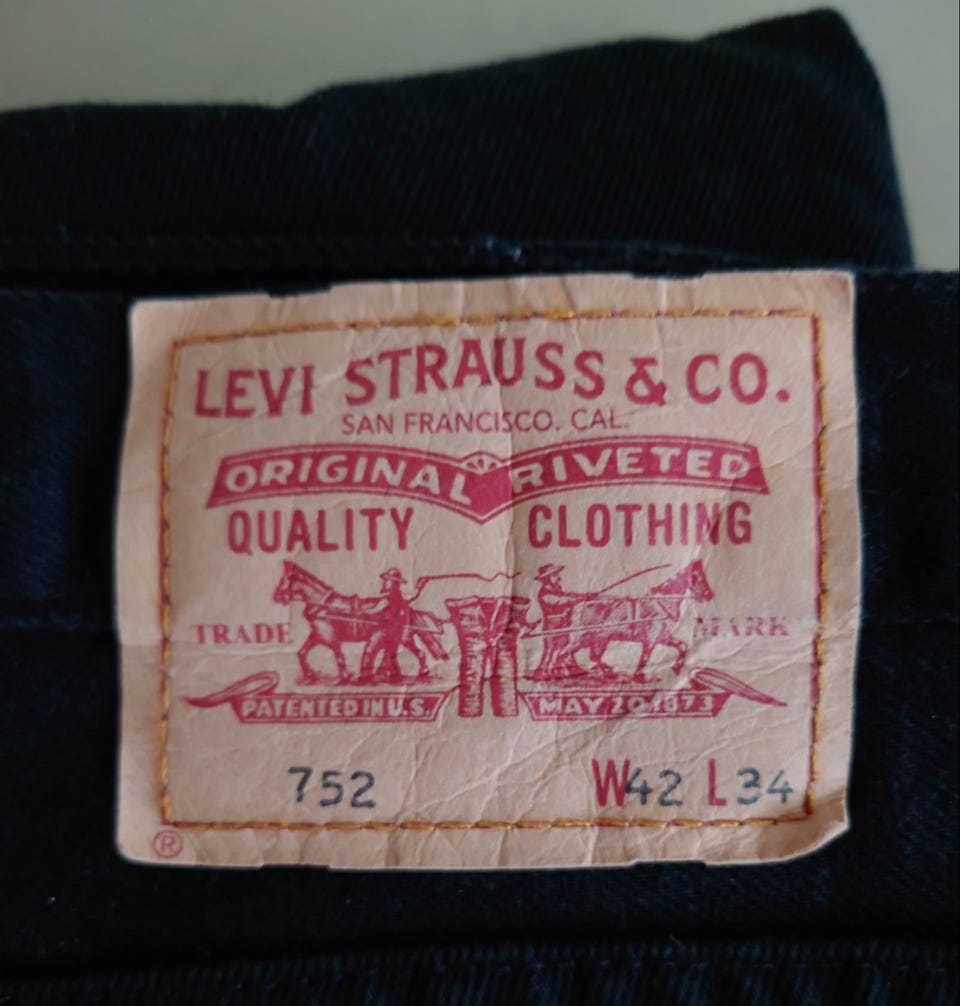 LEVI STRAUSS & CO.
SAN FRANCISCO. CAL.
ORIGINAL RIVETED
QUALITY CLOTHING
TRADE MARK
PATENTED IN U.S. MAY 20 1873
752 W42 L34
®